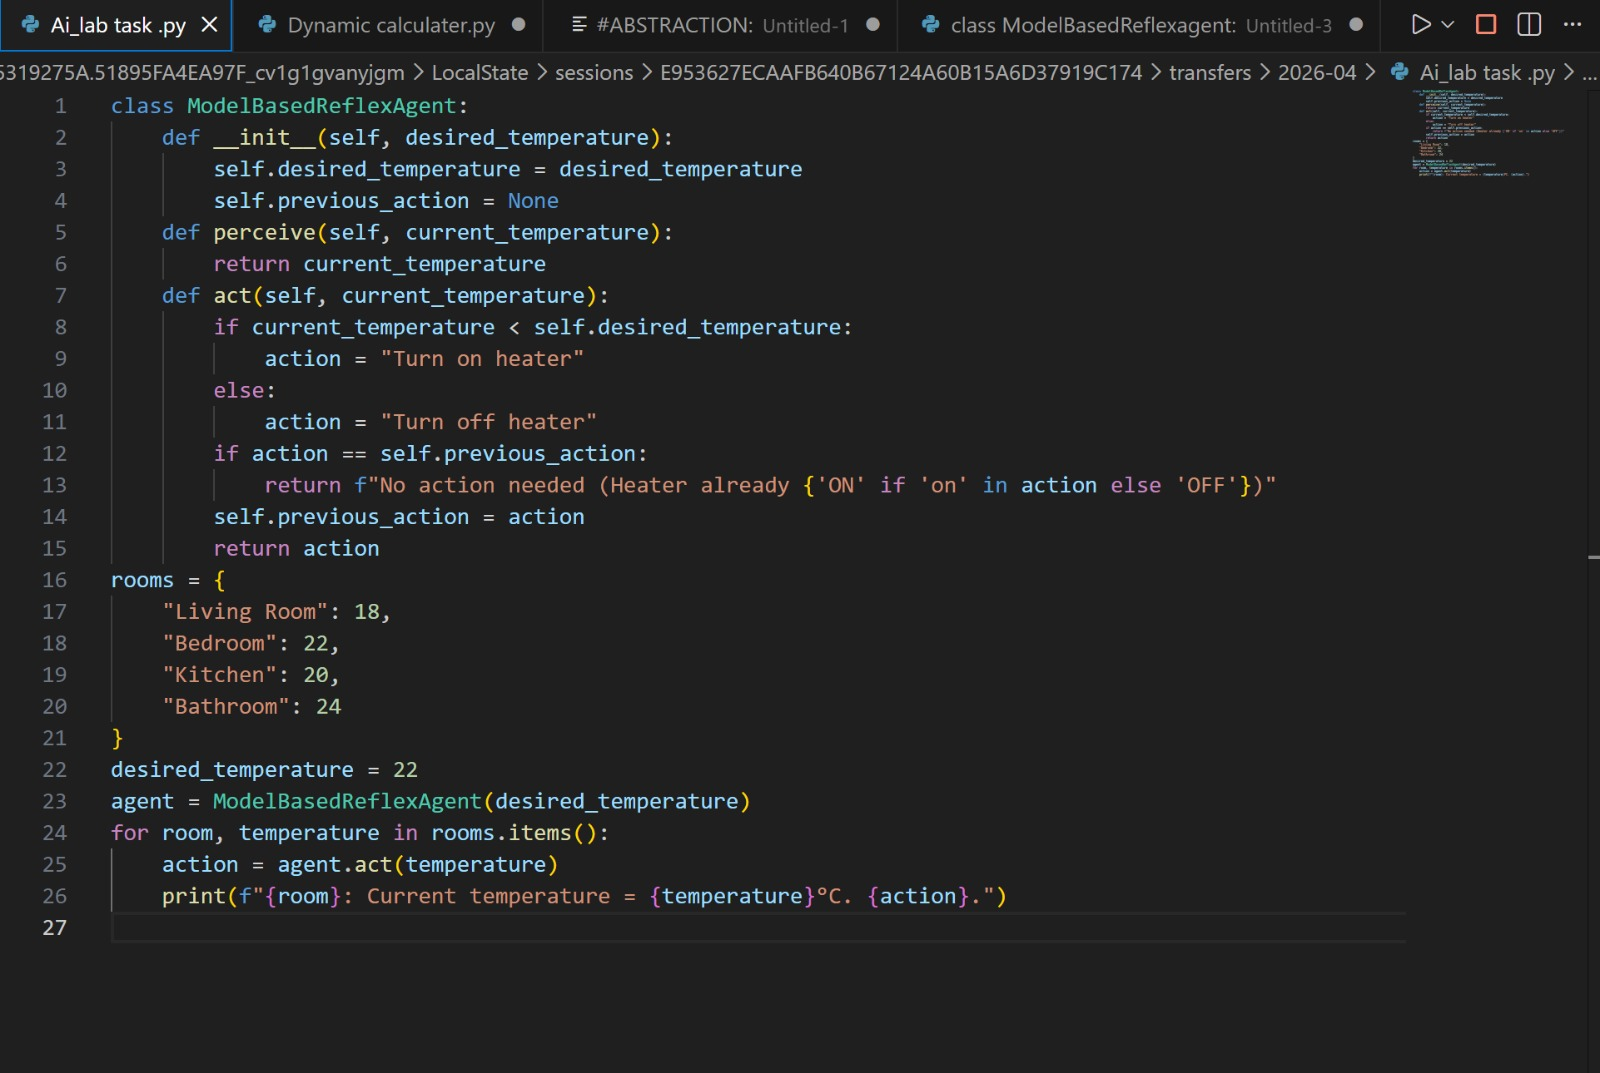 Ai_lab task .py
Dynamic calculater.py
#ABSTRACTION: Untitled-1
class ModelBasedReflexagent: Untitled-3
5319275A.51895FA4EA97F_cv1g1gvanyjgm > LocalState > sessions > E953627ECAAFB640B67124A60B15A6D37919C174 > transfers > 2026-04 > Ai_lab task .py > ...
1 class ModelBasedReflexAgent:
2     def __init__(self, desired_temperature):
3         self.desired_temperature = desired_temperature
4         self.previous_action = None
5     def perceive(self, current_temperature):
6         return current_temperature
7     def act(self, current_temperature):
8         if current_temperature < self.desired_temperature:
9             action = "Turn on heater"
10         else:
11             action = "Turn off heater"
12         if action == self.previous_action:
13             return f"No action needed (Heater already {'ON' if 'on' in action else 'OFF'})"
14         self.previous_action = action
15         return action
16 rooms = {
17     "Living Room": 18,
18     "Bedroom": 22,
19     "Kitchen": 20,
20     "Bathroom": 24
21 }
22 desired_temperature = 22
23 agent = ModelBasedReflexAgent(desired_temperature)
24 for room, temperature in rooms.items():
25     action = agent.act(temperature)
26     print(f"{room}: Current temperature = {temperature}°C. {action}.")
27